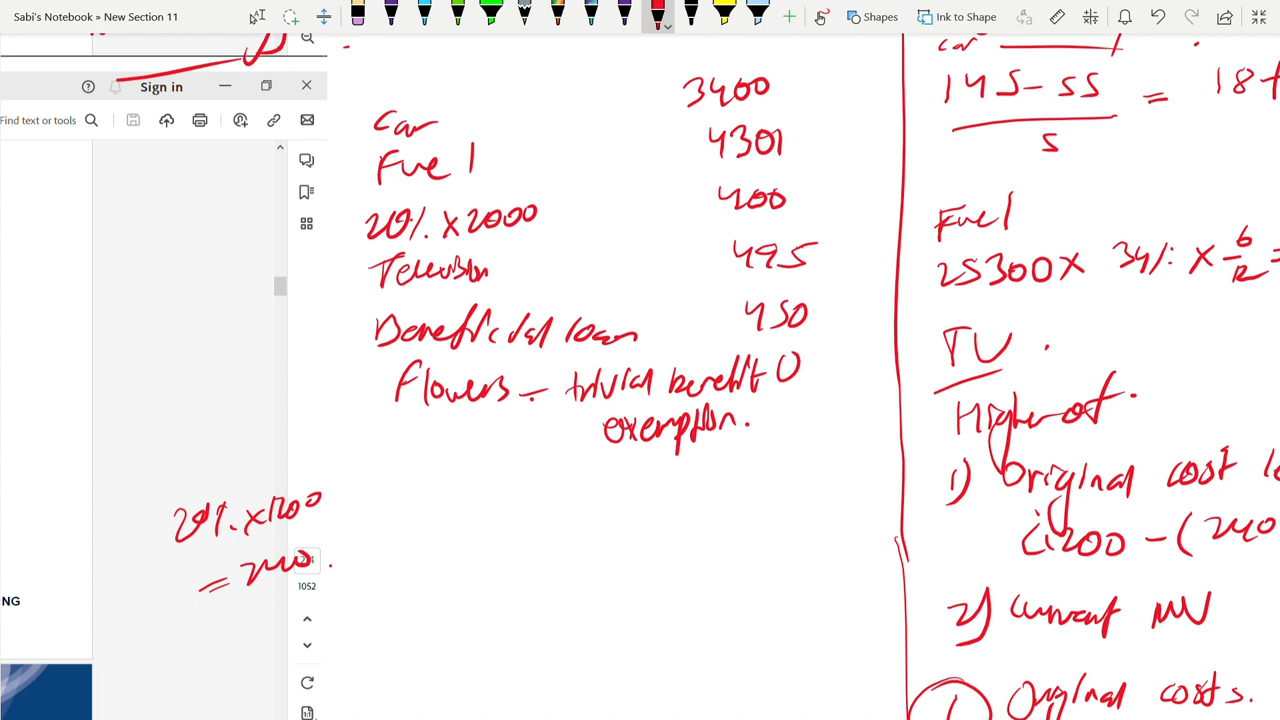 Sabi's Notebook » New Section 11
Shapes
Ink to Shape
Sign in
Find text or tools
1052
NG
20% x 1200
= 240
3400
Car 4301
Fuel
20% x 2000 400
Television 495
Beneficial loan 450
Flowers - trivial benefit 0
exemption.
Car
145-55 = 18+
5
Fuel
25300 x 34% x 6
12 =
TV
Higher of.
1) Original cost
1200 - (240
2) Current MV
1 Original costs.